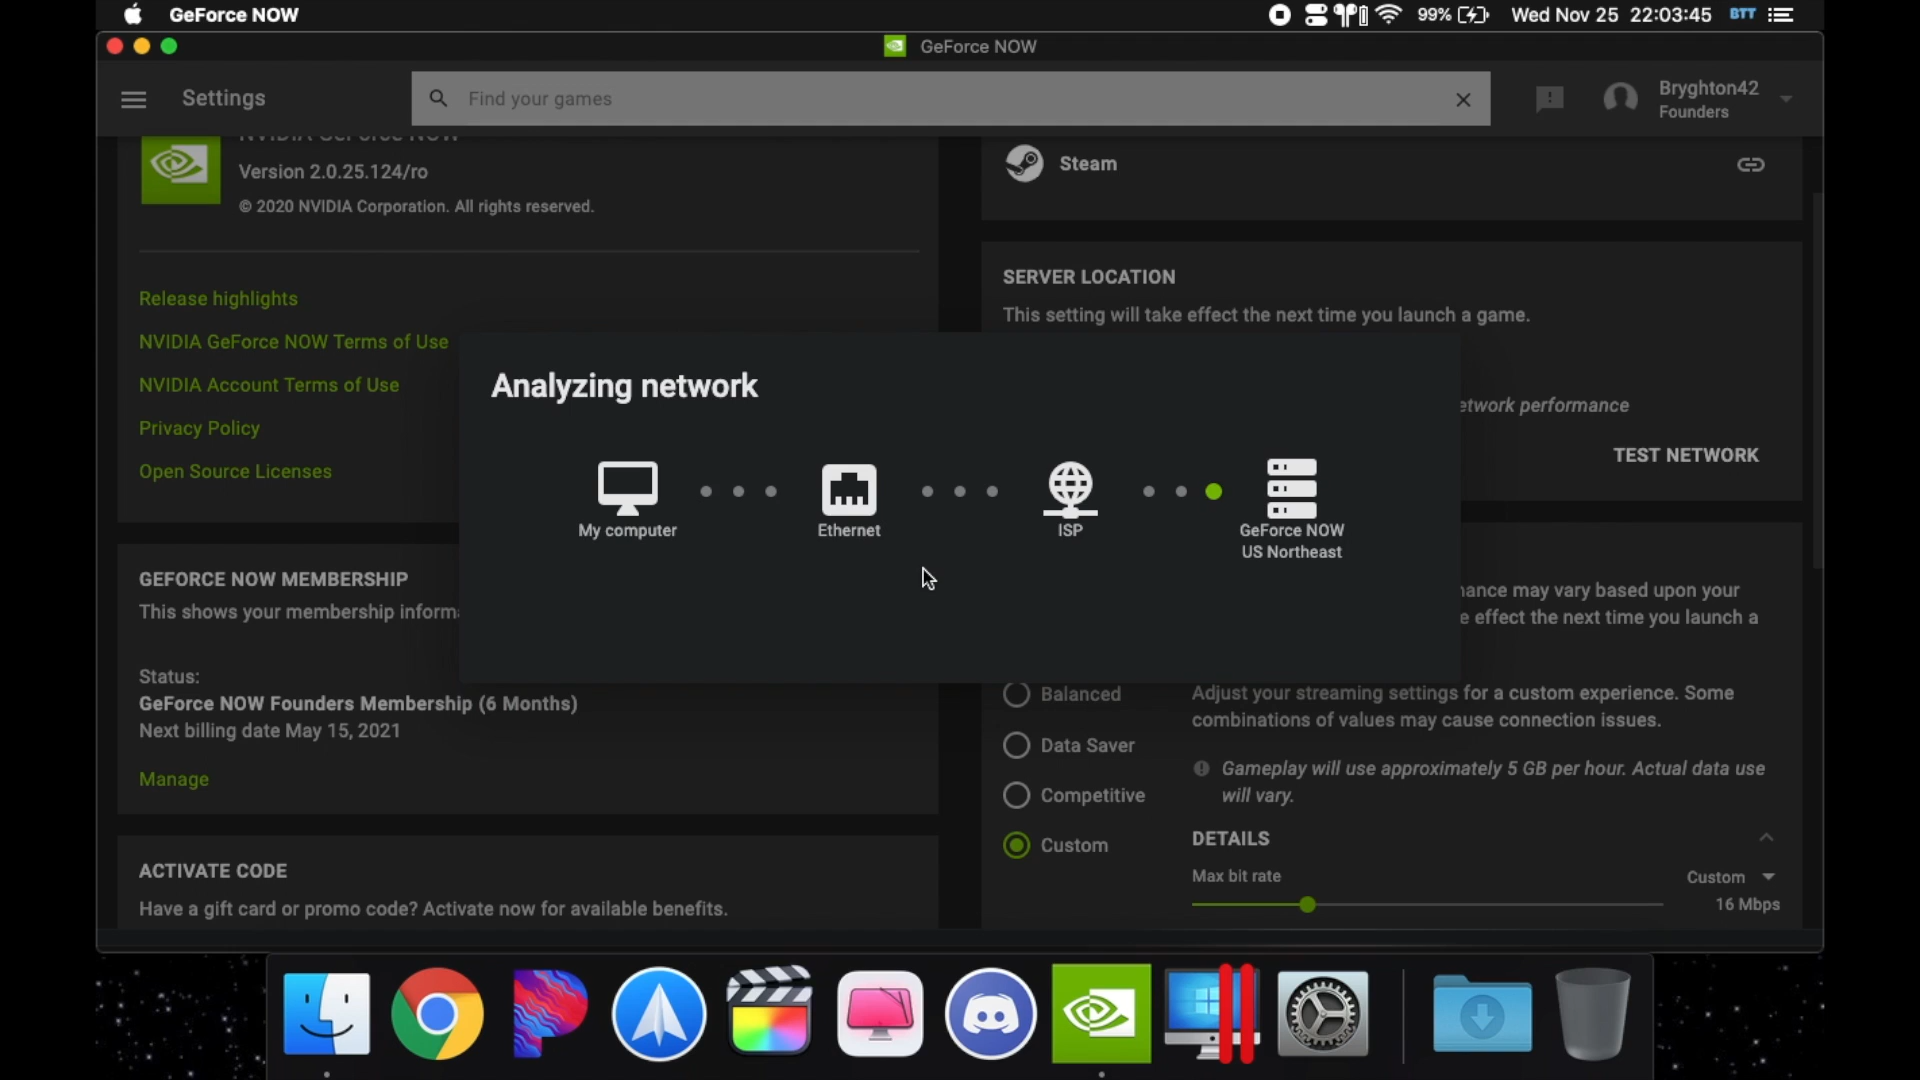 GeForce NOW
99%
Wed Nov 25 22:03:45
BTT
GeForce NOW
Settings
Find your games
Bryghton42
Founders
NVIDIA GeForce NOW
Version 2.0.25.124/ro
© 2020 NVIDIA Corporation. All rights reserved.
Release highlights
NVIDIA GeForce NOW Terms of Use
NVIDIA Account Terms of Use
Privacy Policy
Open Source Licenses
GEFORCE NOW MEMBERSHIP
This shows your membership
Status:
GeForce NOW Founders Membership (6 Months)
Next billing date May 15, 2021
Manage
ACTIVATE CODE
Have a gift card or promo code? Activate now for available benefits.
Analyzing network
My computer
Ethernet
ISP
GeForce NOW
US Northeast
Steam
SERVER LOCATION
This setting will take effect the next time you launch a game.
performance
TEST NETWORK
may vary based upon your
effect the next time you launch a
Balanced
Data Saver
Competitive
Custom
Adjust your streaming settings for a custom experience. Some
combinations of values may cause connection issues.
Gameplay will use approximately 5 GB per hour. Actual data use
will vary.
DETAILS
Max bit rate
Custom
16 Mbps